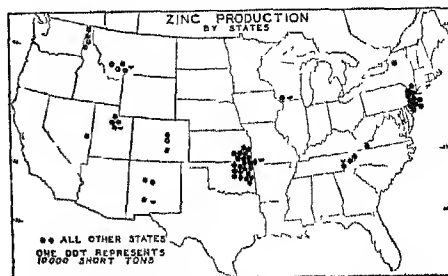 ZINC PRODUCTION
BY STATES
ALL OTHER STATES
ONE DOT REPRESENTS
10000 SHORT TONS